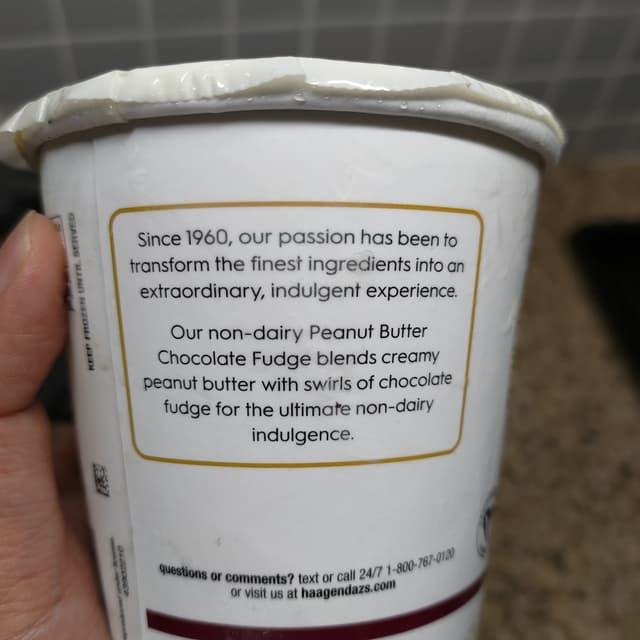 Since 1960, our passion has been to
transform the finest ingredients into an
extraordinary, indulgent experience.
Our non-dairy Peanut Butter
Chocolate Fudge blends creamy
peanut butter with swirls of chocolate
fudge for the ultimate non-dairy
indulgence.
KEEP FROZEN UNTIL SERVED
questions or comments? text or call 24/7 1-800-767-0120
or visit us at haagendazs.com